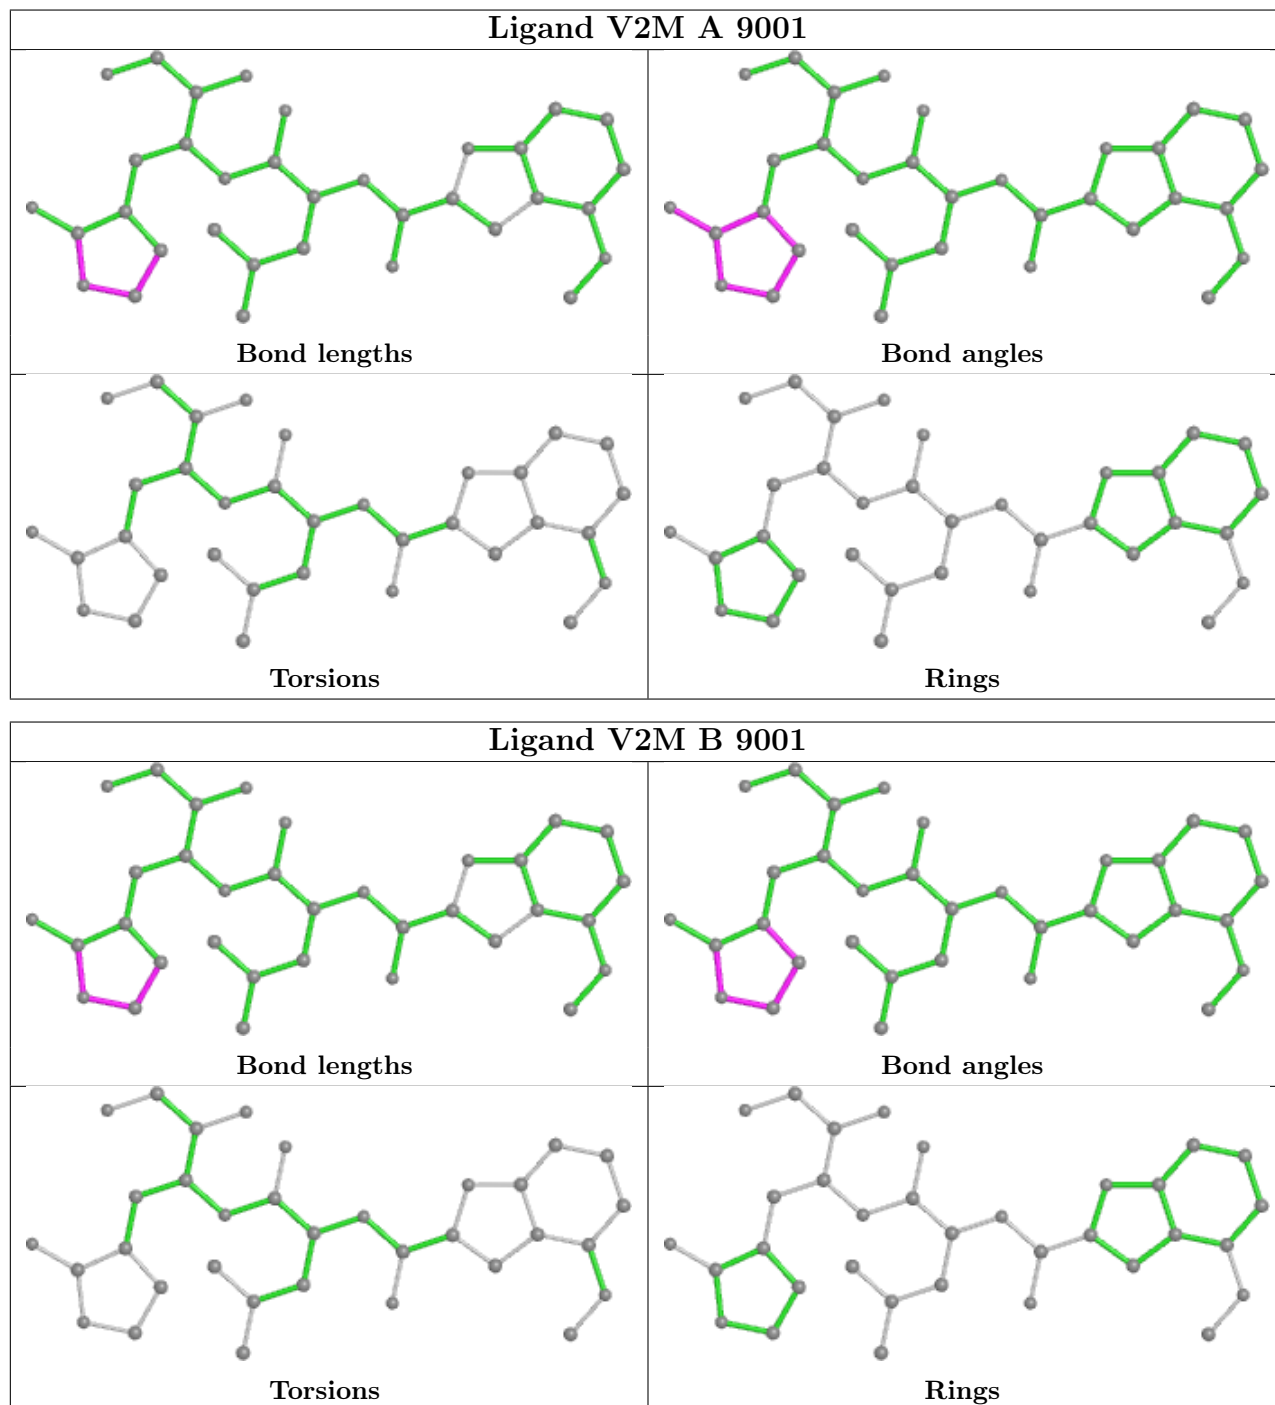 Ligand V2M A 9001
Bond lengths
Bond angles
Torsions
Rings
Ligand V2M B 9001
Bond lengths
Bond angles
Torsions
Rings